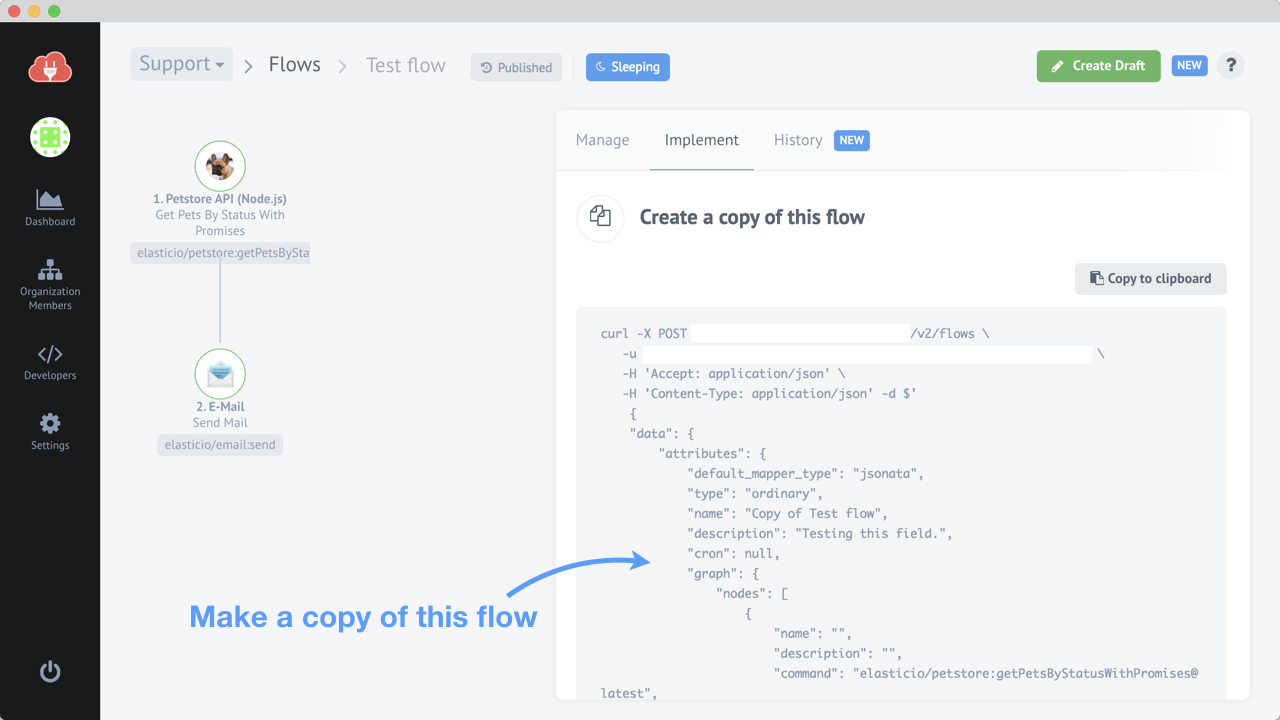 Support
Flows
Test flow
Published
Sleeping
Create Draft
NEW
?
Dashboard
Organization
Members
Developers
Settings
1. Petstore API (Node.js)
Get Pets By Status With
Promises
elasticio/petstore:getPetsBySta
2. E-Mail
Send Mail
elasticio/email:send
Make a copy of this flow
Manage
Implement
History
NEW
Create a copy of this flow
Copy to clipboard
curl -X POST /v2/flows \
-u \
-H 'Accept: application/json' \
-H 'Content-Type: application/json' -d $'
{
"data": {
"attributes": {
"default_mapper_type": "jsonata",
"type": "ordinary",
"name": "Copy of Test flow",
"description": "Testing this field.",
"cron": null,
"graph": {
"nodes": [
{
"name": "",
"description": "",
"command": "elasticio/petstore:getPetsByStatusWithPromises@
latest",